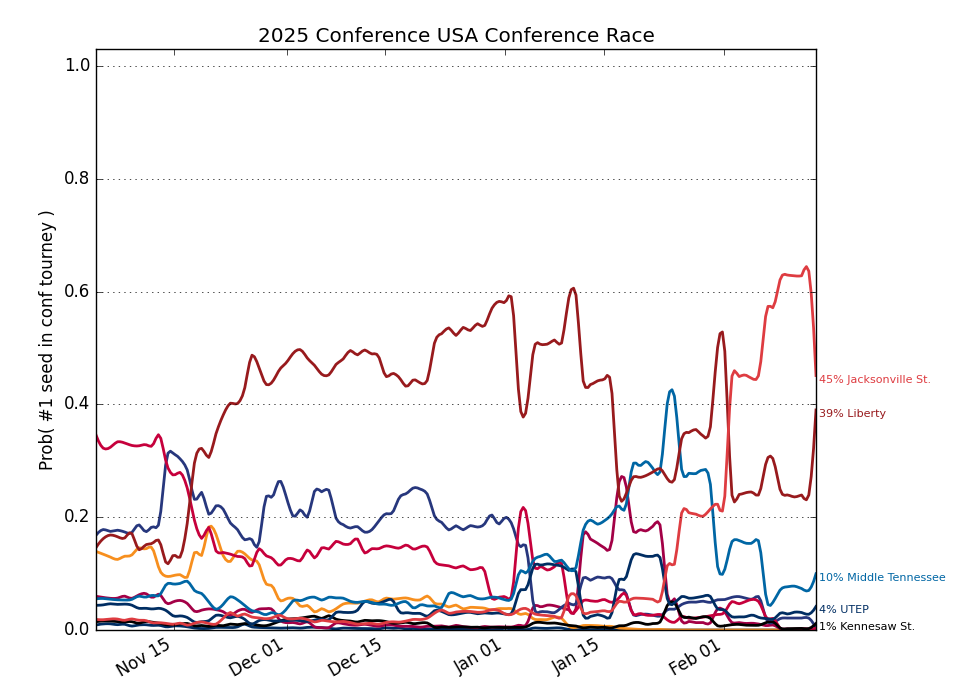 2025 Conference USA Conference Race
Prob( #1 seed in conf tourney )
1.0
0.8
0.6
0.4
0.2
0.0
Nov 15
Dec 01
Dec 15
Jan 01
Jan 15
Feb 01
45% Jacksonville St.
39% Liberty
10% Middle Tennessee
4% UTEP
1% Kennesaw St.